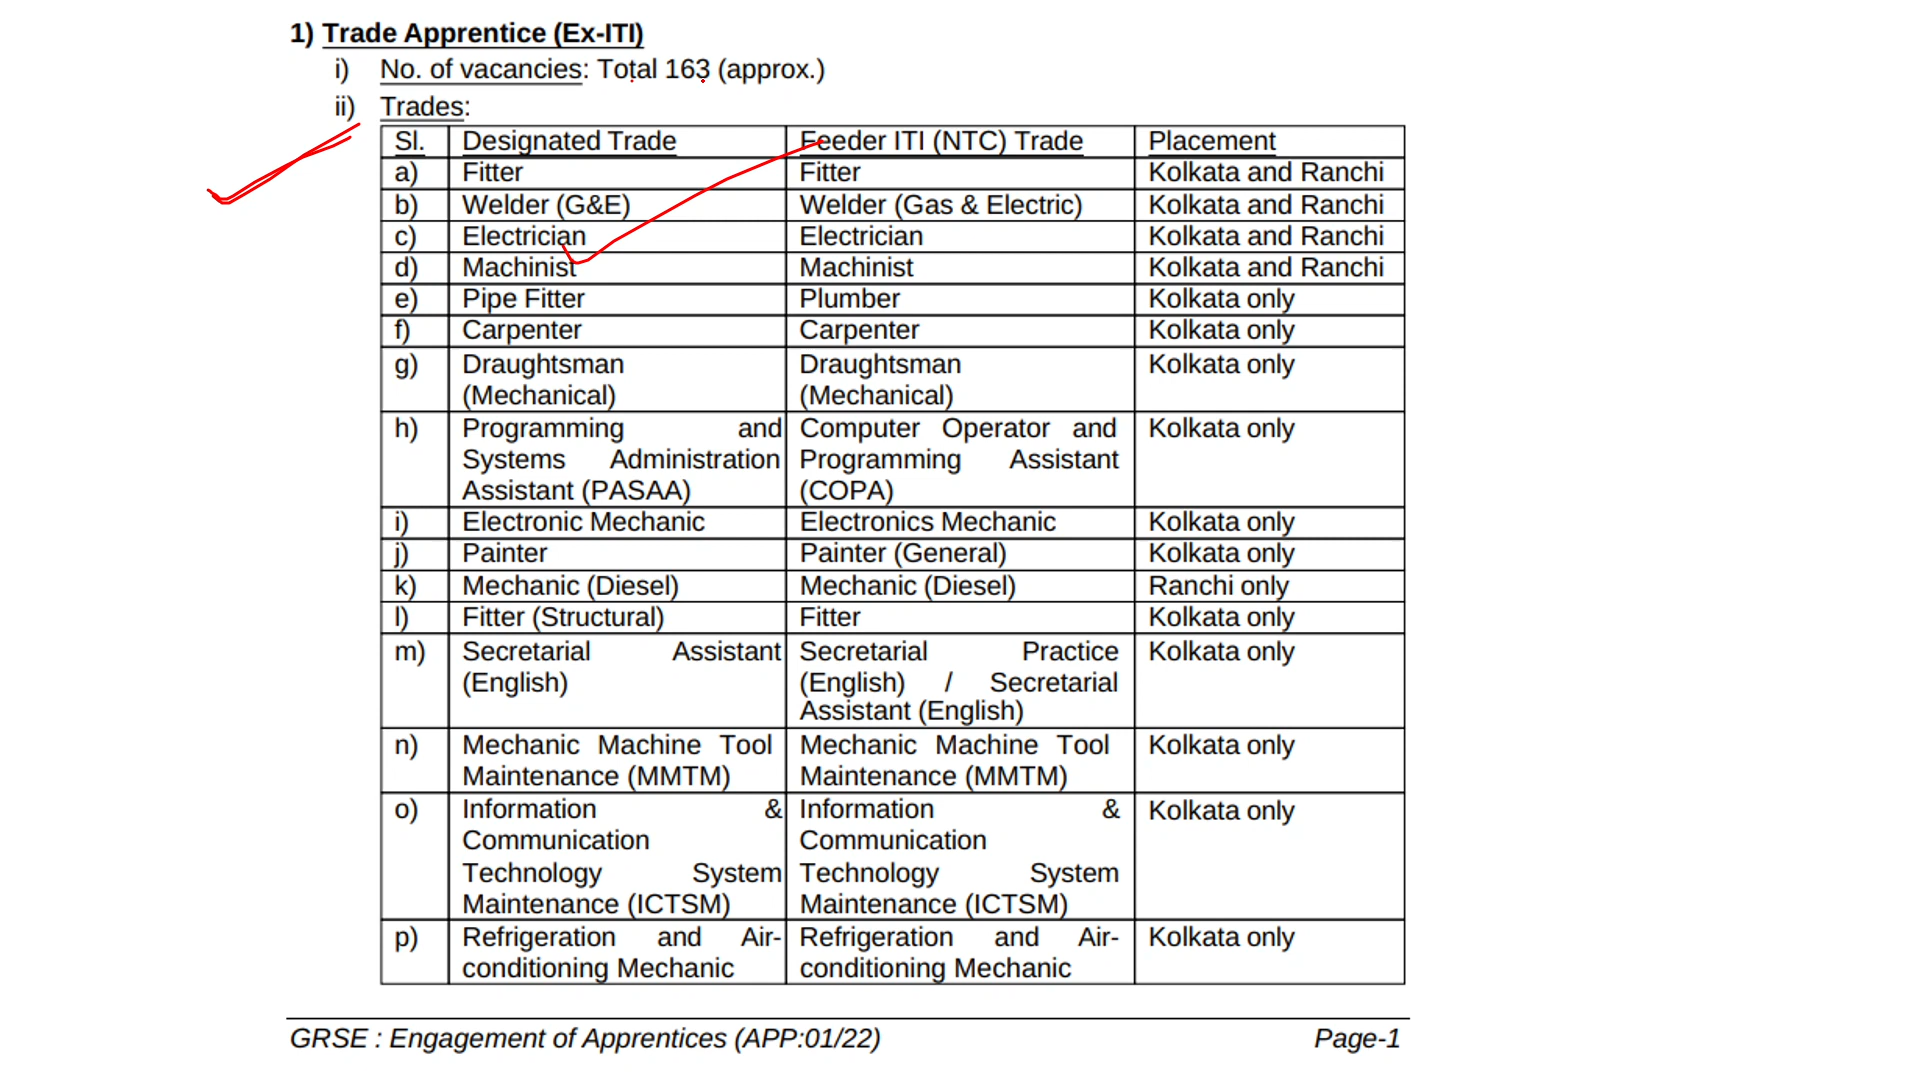 1) Trade Apprentice (Ex-ITI)
i) No. of vacancies: Total 163 (approx.)
ii) Trades:
Sl. Designated Trade Feeder ITI (NTC) Trade Placement
a) Fitter Fitter Kolkata and Ranchi
b) Welder (G&E) Welder (Gas & Electric) Kolkata and Ranchi
c) Electrician Electrician Kolkata and Ranchi
d) Machinist Machinist Kolkata and Ranchi
e) Pipe Fitter Plumber Kolkata only
f) Carpenter Carpenter Kolkata only
g) Draughtsman Draughtsman Kolkata only
(Mechanical) (Mechanical)
h) Programming and Computer Operator and Kolkata only
Systems Administration Programming Assistant
Assistant (PASAA) (COPA)
i) Electronic Mechanic Electronics Mechanic Kolkata only
j) Painter Painter (General) Kolkata only
k) Mechanic (Diesel) Mechanic (Diesel) Ranchi only
l) Fitter (Structural) Fitter Kolkata only
m) Secretarial Assistant Secretarial Practice Kolkata only
(English) (English) / Secretarial
Assistant (English)
n) Mechanic Machine Tool Mechanic Machine Tool Kolkata only
Maintenance (MMTM) Maintenance (MMTM)
o) Information & Information & Kolkata only
Communication Communication
Technology System Technology System
Maintenance (ICTSM) Maintenance (ICTSM)
p) Refrigeration and Air- Refrigeration and Air- Kolkata only
conditioning Mechanic conditioning Mechanic
GRSE : Engagement of Apprentices (APP:01/22) Page-1